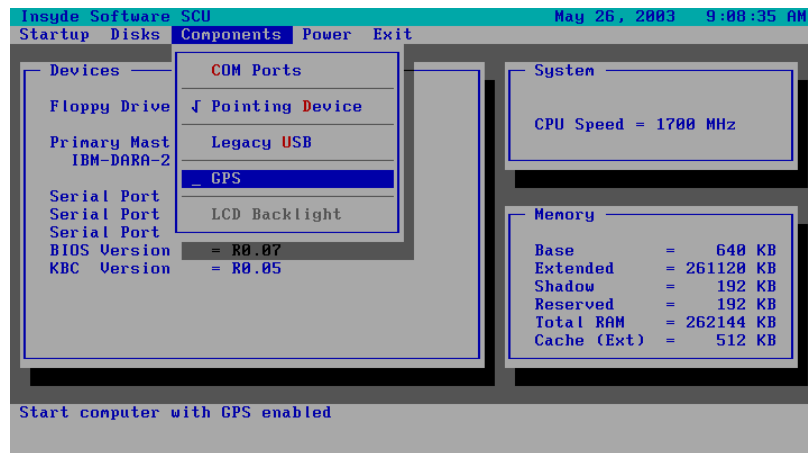 Insyde Software SCU May 26, 2003 9:08:35 AM
Startup Disks Components Power Exit
Devices
Floppy Drive
Primary Mast
IBM-DARA-2
Serial Port
Serial Port
Serial Port
BIOS Version = R0.07
KBC Version = R0.05
COM Ports
√ Pointing Device
Legacy USB
_ GPS
LCD Backlight
System
CPU Speed = 1700 MHz
Memory
Base = 640 KB
Extended = 261120 KB
Shadow = 192 KB
Reserved = 192 KB
Total RAM = 262144 KB
Cache (Ext) = 512 KB
Start computer with GPS enabled